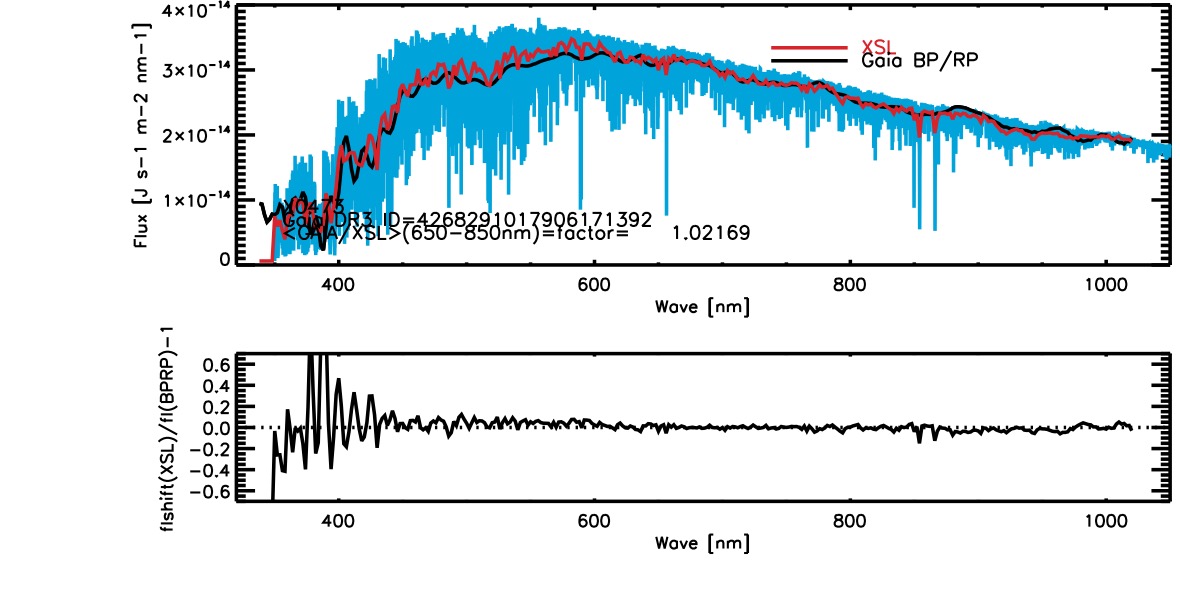 4×10⁻¹⁴
3×10⁻¹⁴
2×10⁻¹⁴
1×10⁻¹⁴
0
Flux [J s−1 m−2 nm−1]
XSL
Gaia BP/RP
X0473
Gaia DR3 ID=4268291017906171392
<GAIA/XSL>(650−850nm)=factor= 1.02169
400 600 800 1000
Wave [nm]
flshift(XSL)/fl(BPRP)−1
0.6
0.4
0.2
0.0
−0.2
−0.4
−0.6
400 600 800 1000
Wave [nm]